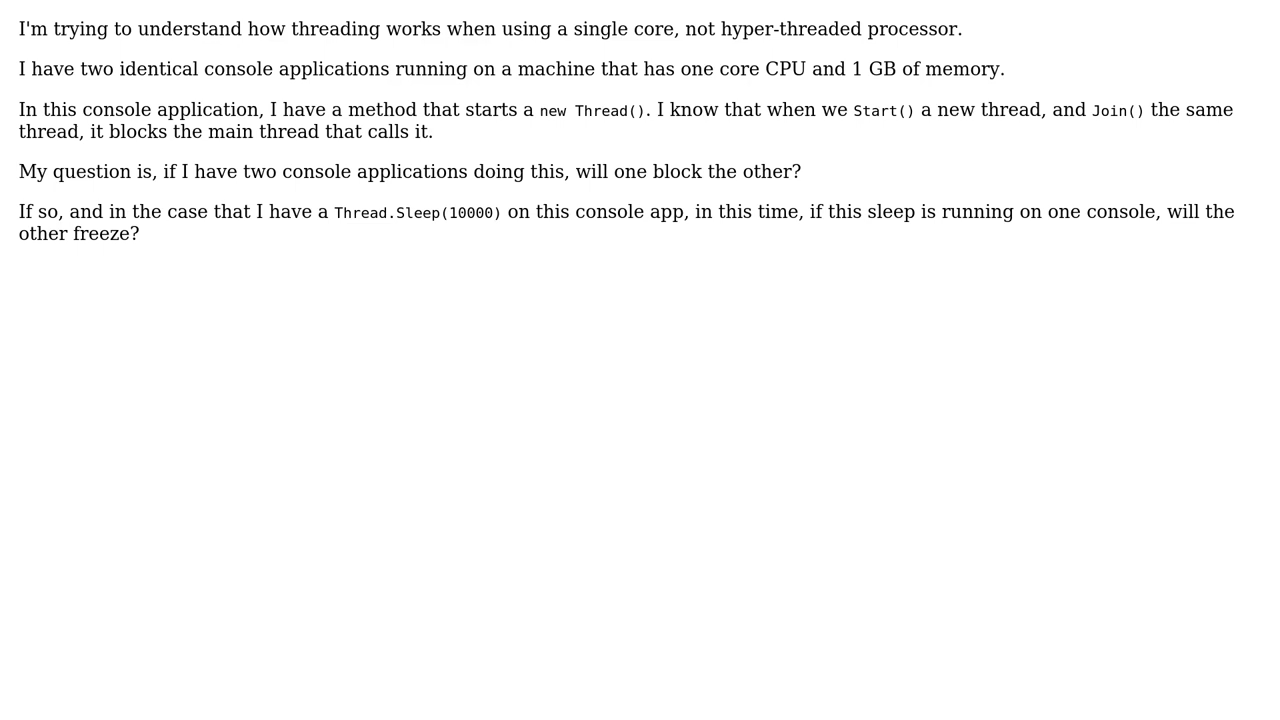 I'm trying to understand how threading works when using a single core, not hyper-threaded processor.
I have two identical console applications running on a machine that has one core CPU and 1 GB of memory.
In this console application, I have a method that starts a new Thread(). I know that when we Start() a new thread, and Join() the same
thread, it blocks the main thread that calls it.
My question is, if I have two console applications doing this, will one block the other?
If so, and in the case that I have a Thread.Sleep(10000) on this console app, in this time, if this sleep is running on one console, will the
other freeze?